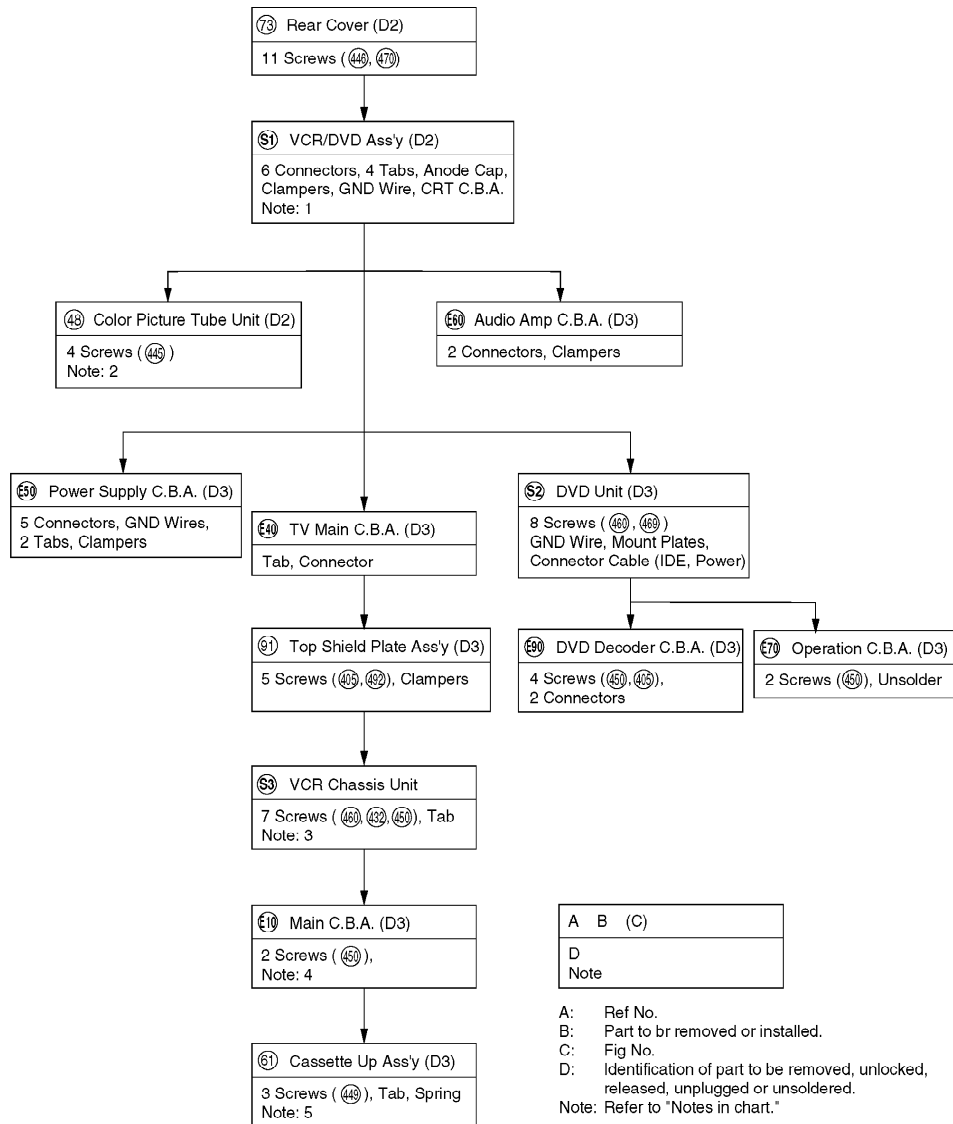 73 Rear Cover (D2)
11 Screws (446, 470)
S1 VCR/DVD Ass'y (D2)
6 Connectors, 4 Tabs, Anode Cap,
Clampers, GND Wire, CRT C.B.A.
Note: 1
48 Color Picture Tube Unit (D2)
4 Screws ( 445 )
Note: 2
E60 Audio Amp C.B.A. (D3)
2 Connectors, Clampers
E50 Power Supply C.B.A. (D3)
5 Connectors, GND Wires,
2 Tabs, Clampers
E40 TV Main C.B.A. (D3)
Tab, Connector
S2 DVD Unit (D3)
8 Screws ( 460 , 469 )
GND Wire, Mount Plates,
Connector Cable (IDE, Power)
91 Top Shield Plate Ass'y (D3)
5 Screws (405, 492), Clampers
E90 DVD Decoder C.B.A. (D3)
4 Screws (450, 405),
2 Connectors
E70 Operation C.B.A. (D3)
2 Screws (450), Unsolder
S3 VCR Chassis Unit
7 Screws ( 460, 432, 450), Tab
Note: 3
E10 Main C.B.A. (D3)
2 Screws ( 450 ),
Note: 4
61 Cassette Up Ass'y (D3)
3 Screws ( 449 ), Tab, Spring
Note: 5
A B (C)
D
Note
A: Ref No.
B: Part to br removed or installed.
C: Fig No.
D: Identification of part to be removed, unlocked,
released, unplugged or unsoldered.
Note: Refer to "Notes in chart."